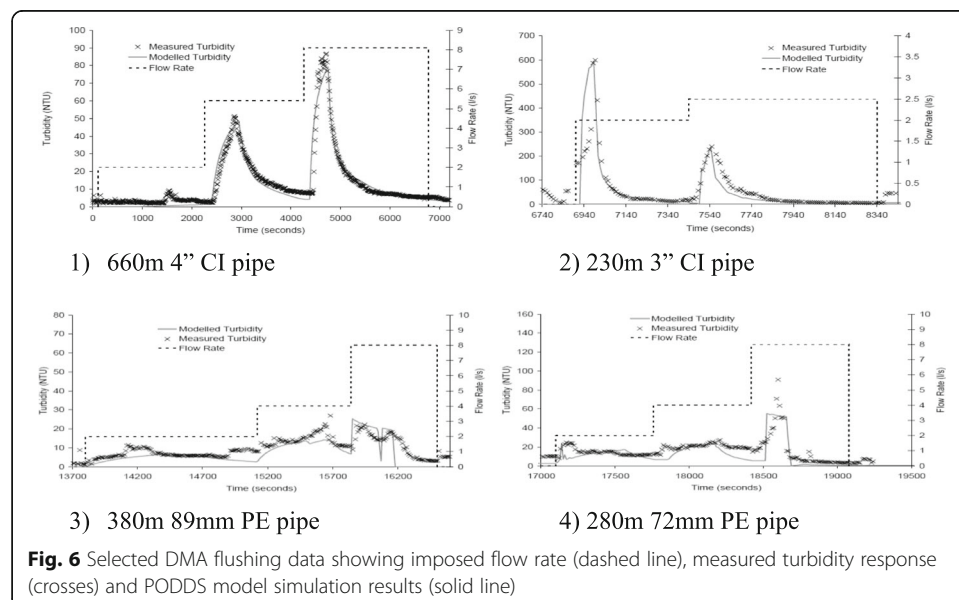 100
90
80
70
60
50
40
30
20
10
0
Turbidity (NTU)
Measured Turbidity
Modelled Turbidity
Flow Rate
9
8
7
6
5
4
3
2
1
0
Flow Rate (l/s)
0 1000 2000 3000 4000 5000 6000 7000
Time (seconds)
1) 660m 4” CI pipe
700
600
500
400
300
200
100
0
Turbidity (NTU)
Measured Turbidity
Modelled Turbidity
Flow Rate
4
3.5
3
2.5
2
1.5
1
0.5
0
Flow Rate (l/s)
6740 6940 7140 7340 7540 7740 7940 8140 8340
Time (seconds)
2) 230m 3” CI pipe
80
70
60
50
40
30
20
10
0
Turbidity (NTU)
Modelled Turbidity
Measured Turbidity
Flow Rate
10
9
8
7
6
5
4
3
2
1
0
Flow Rate (l/s)
13700 14200 14700 15200 15700 16200
Time (seconds)
3) 380m 89mm PE pipe
160
140
120
100
80
60
40
20
0
Turbidity (NTU)
Modelled Turbidity
Measured Turbidity
Flow Rate
10
9
8
7
6
5
4
3
2
1
0
Flow Rate (l/s)
17000 17500 18000 18500 19000 19500
Time (seconds)
4) 280m 72mm PE pipe
Fig. 6 Selected DMA flushing data showing imposed flow rate (dashed line), measured turbidity response
(crosses) and PODDS model simulation results (solid line)